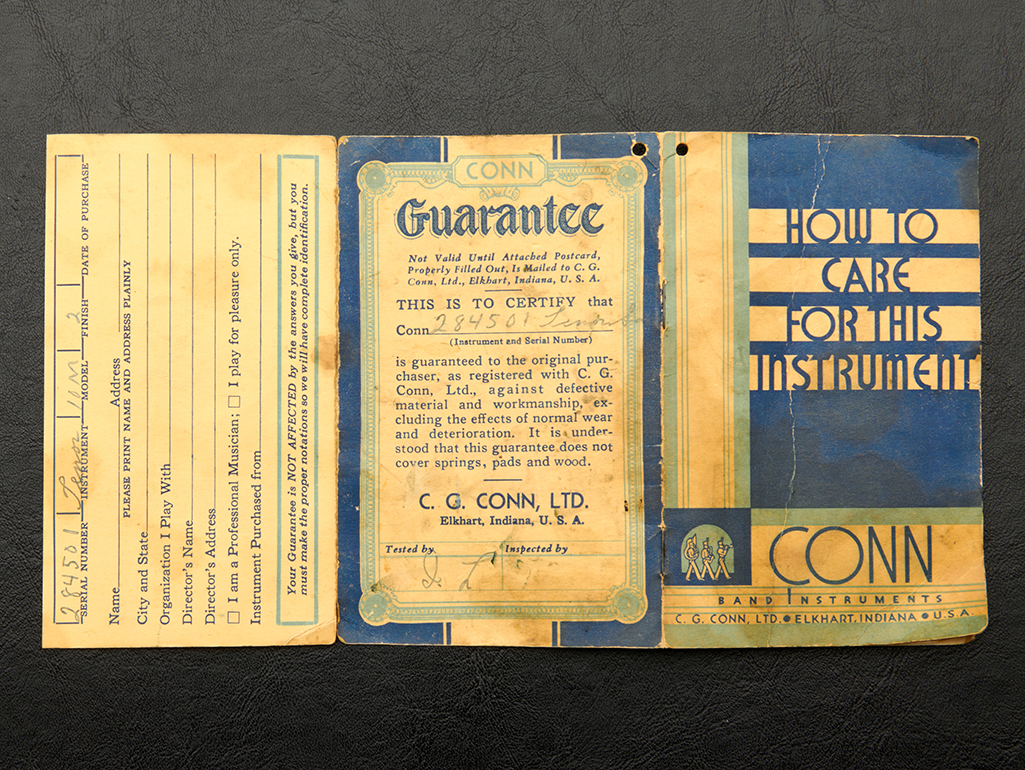 284501 Tenor 10M 2
SERIAL NUMBER INSTRUMENT MODEL FINISH DATE OF PURCHASE
Name Address
PLEASE PRINT NAME AND ADDRESS PLAINLY
City and State
Organization I Play With
Director's Name
Director's Address
☐ I am a Professional Musician; ☐ I play for pleasure only.
Instrument Purchased from
Your Guarantee is NOT AFFECTED by the answers you give, but you
must make the proper notations so we will have complete identification.
CONN
Guarantee
Not Valid Until Attached Postcard,
Properly Filled Out, Is Mailed to C. G.
Conn, Ltd., Elkhart, Indiana, U. S. A.
THIS IS TO CERTIFY that
Conn 284501 Tenor
(Instrument and Serial Number)
is guaranteed to the original pur-
chaser, as registered with C. G.
Conn, Ltd., against defective
material and workmanship, ex-
cluding the effects of normal wear
and deterioration. It is under-
stood that this guarantee does not
cover springs, pads and wood.
C. G. CONN, LTD.
Elkhart, Indiana, U. S. A.
Tested by Inspected by
HOW TO
CARE
FOR THIS
INSTRUMENT
CONN
BAND INSTRUMENTS
C. G. CONN, LTD. • ELKHART, INDIANA • U.S.A.